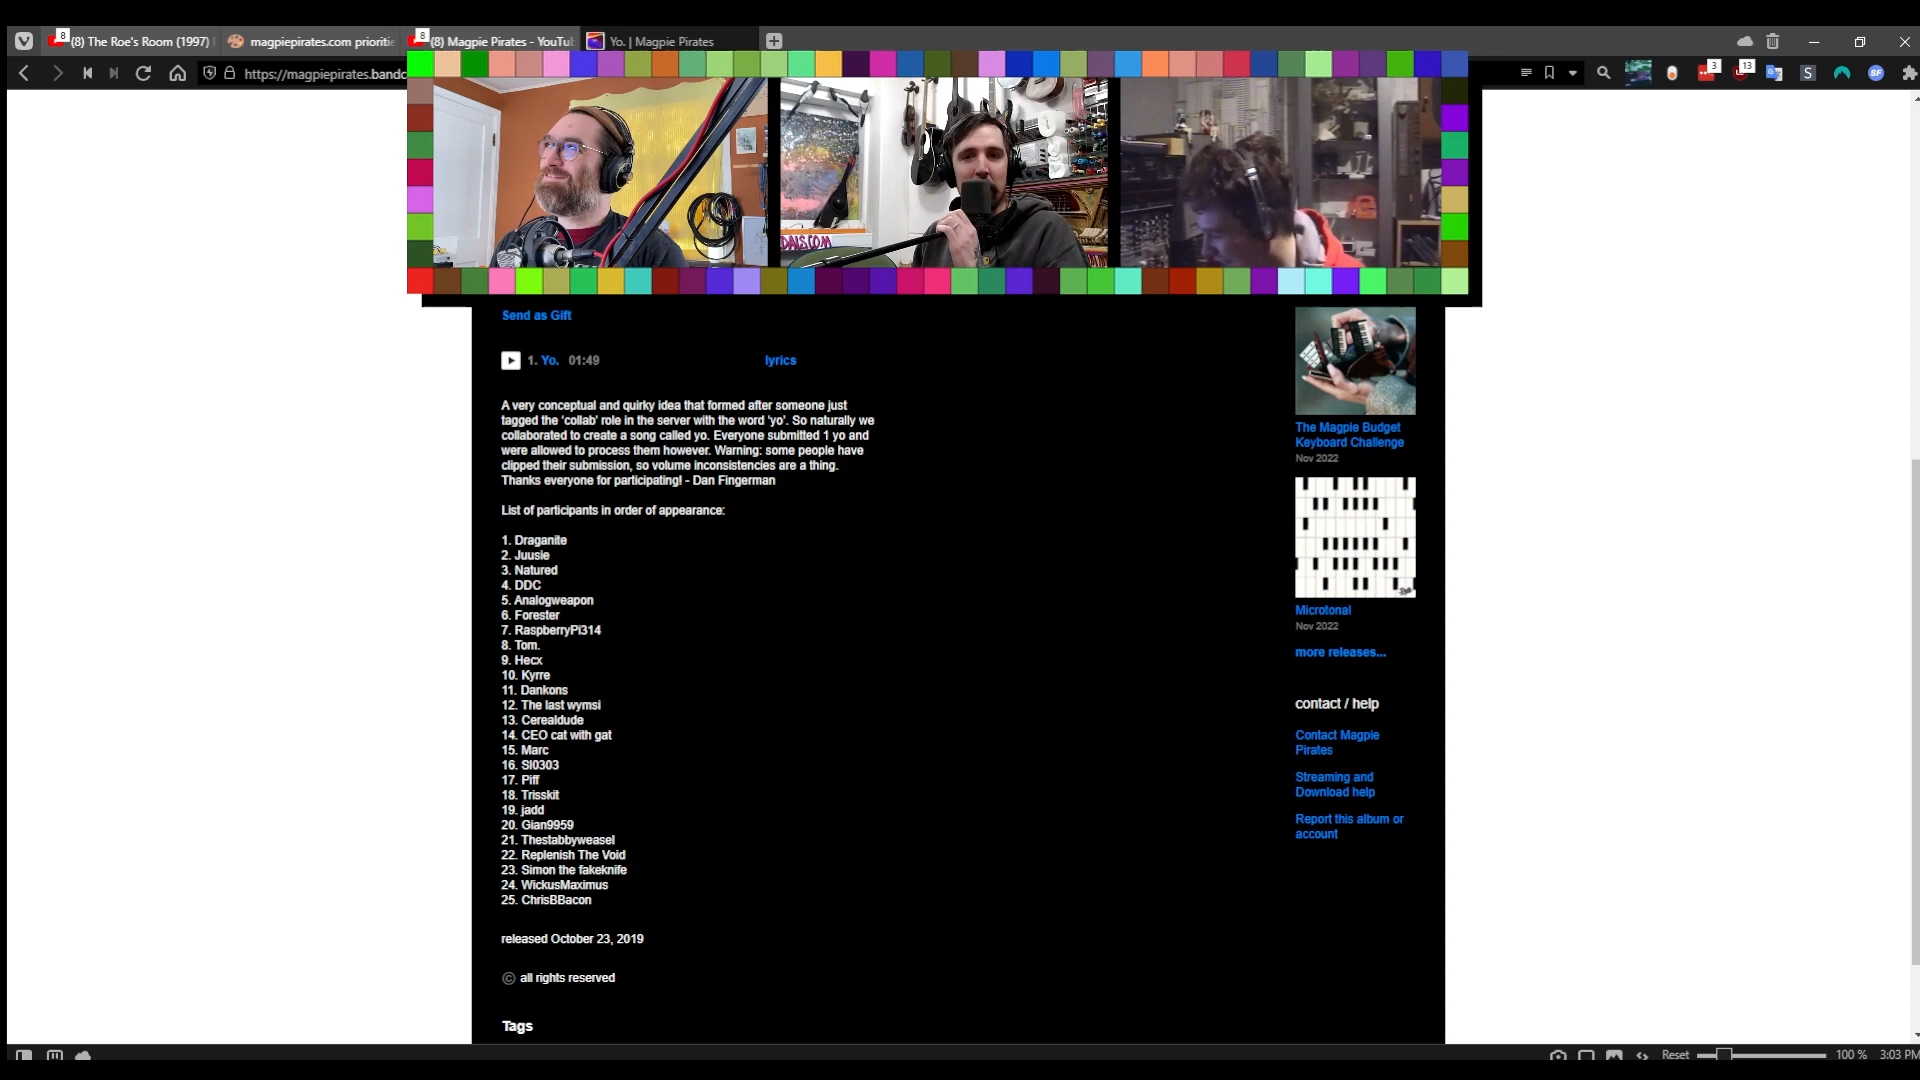 8
(8) The Roe's Room (1997)
magpiepirates.com prioriti
8
(8) Magpie Pirates - YouTu
Yo. | Magpie Pirates
https://magpiepirates.bandc
3
13
S
SF
DALS.COM
Send as Gift
1. Yo. 01:49
lyrics
A very conceptual and quirky idea that formed after someone just
tagged the 'collab' role in the server with the word 'yo'. So naturally we
collaborated to create a song called yo. Everyone submitted 1 yo and
were allowed to process them however. Warning: some people have
clipped their submission, so volume inconsistencies are a thing.
Thanks everyone for participating! - Dan Fingerman
List of participants in order of appearance:
1. Draganite
2. Juusie
3. Natured
4. DDC
5. Analogweapon
6. Forester
7. RaspberryPi314
8. Tom.
9. Hecx
10. Kyrre
11. Dankons
12. The last wymsi
13. Cerealdude
14. CEO cat with gat
15. Marc
16. Sl0303
17. Piff
18. Trisskit
19. jadd
20. Gian9959
21. Thestabbyweasel
22. Replenish The Void
23. Simon the fakeknife
24. WickusMaximus
25. ChrisBBacon
released October 23, 2019
© all rights reserved
Tags
The Magpie Budget
Keyboard Challenge
Nov 2022
Microtonal
Nov 2022
more releases...
contact / help
Contact Magpie
Pirates
Streaming and
Download help
Report this album or
account
Reset
100 %
3:03 PM